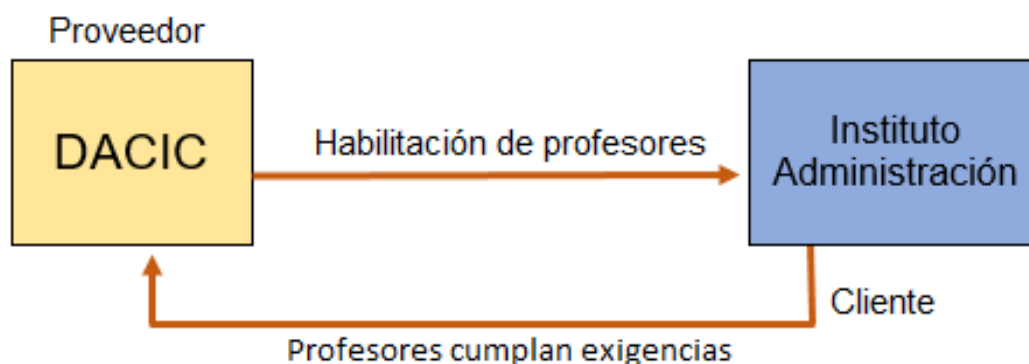 Proveedor
DACIC
Habilitación de profesores
Instituto
Administración
Cliente
Profesores cumplan exigencias